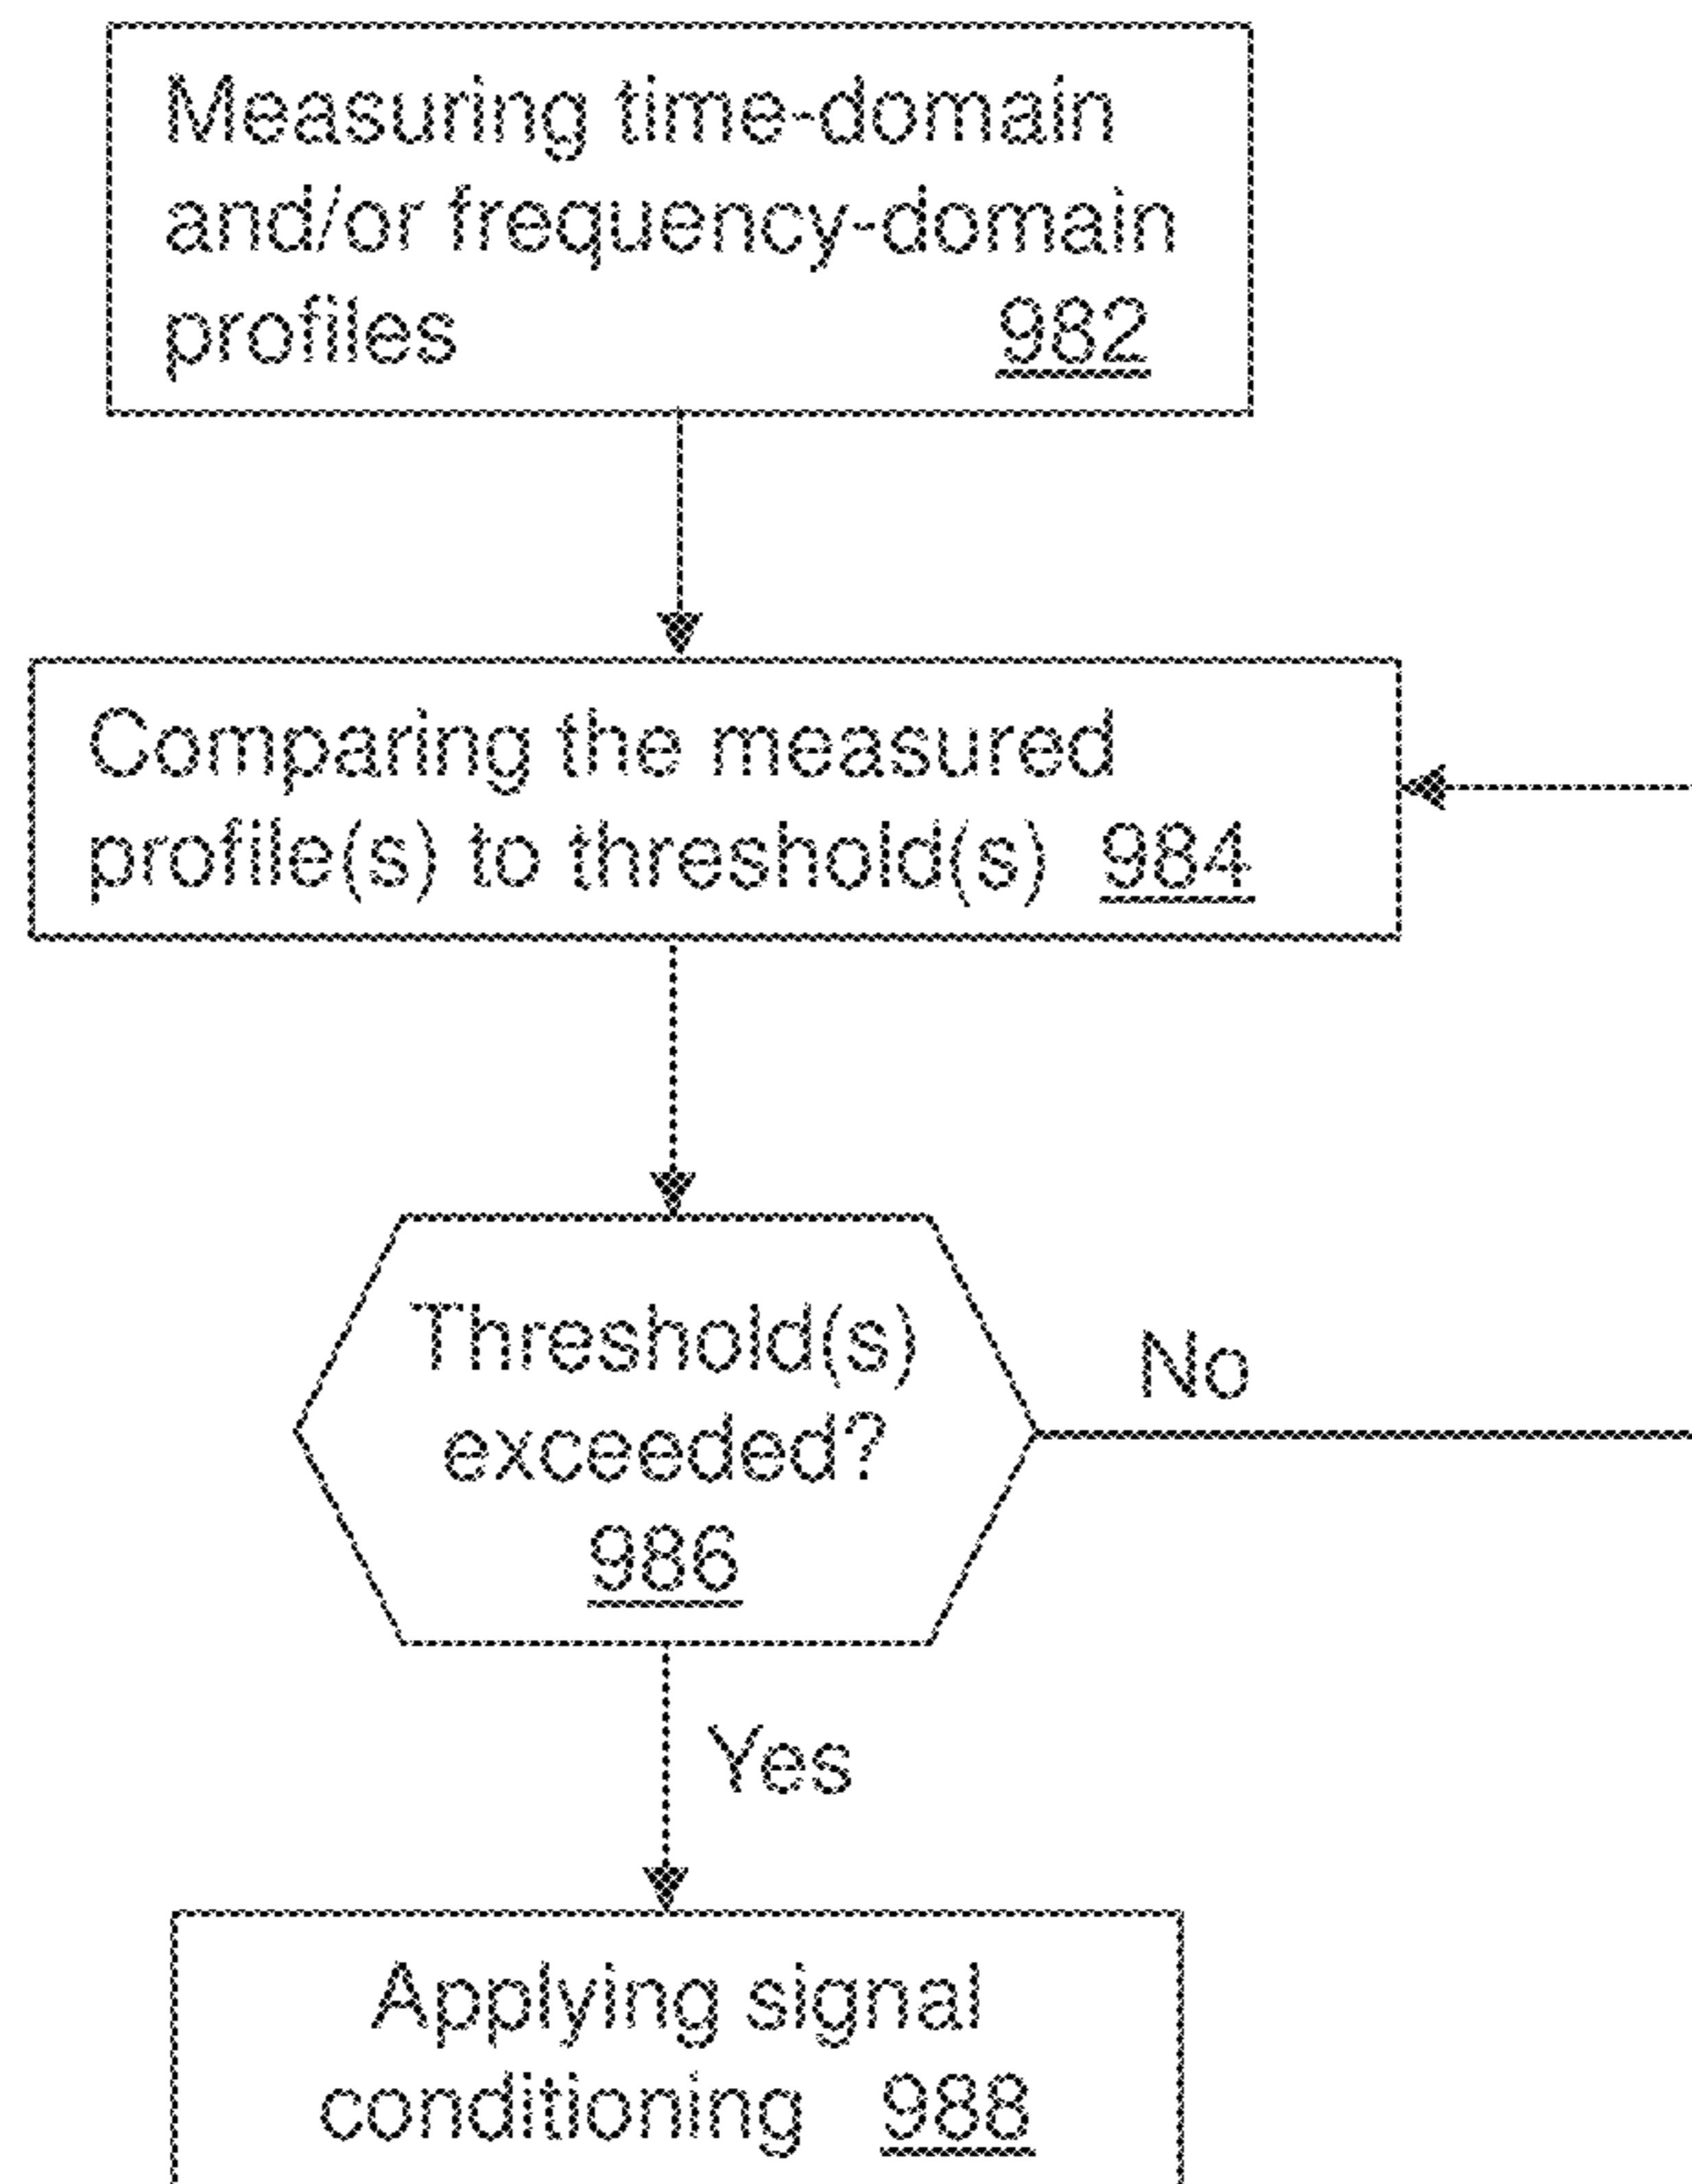 Measuring time-domain
and/or frequency-domain
profiles 982
Comparing the measured
profile(s) to threshold(s) 984
Threshold(s)
exceeded?
986
No
Yes
Applying signal
conditioning 988